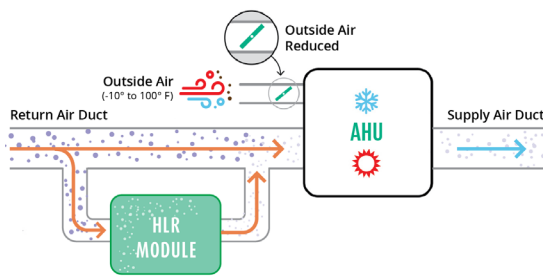 Outside Air
Reduced
Outside Air
(-10° to 100° F)
Return Air Duct
AHU
Supply Air Duct
HLR
MODULE